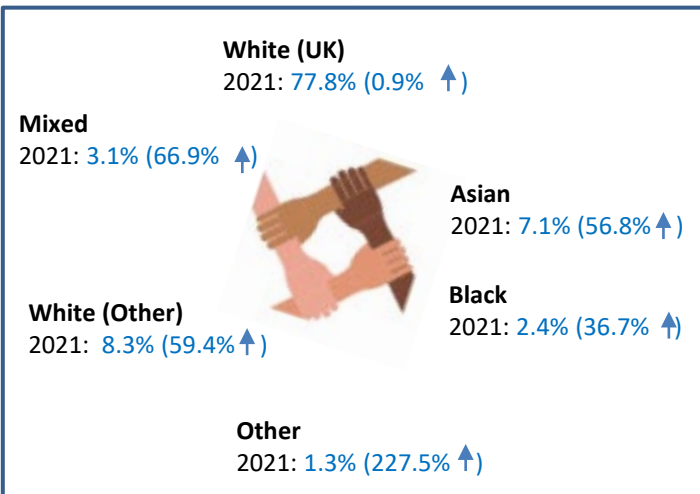 White (UK)
2021: 77.8% (0.9% ↑)
Mixed
2021: 3.1% (66.9% ↑)
Asian
2021: 7.1% (56.8% ↑)
Black
2021: 2.4% (36.7% ↑)
White (Other)
2021: 8.3% (59.4% ↑)
Other
2021: 1.3% (227.5% ↑)